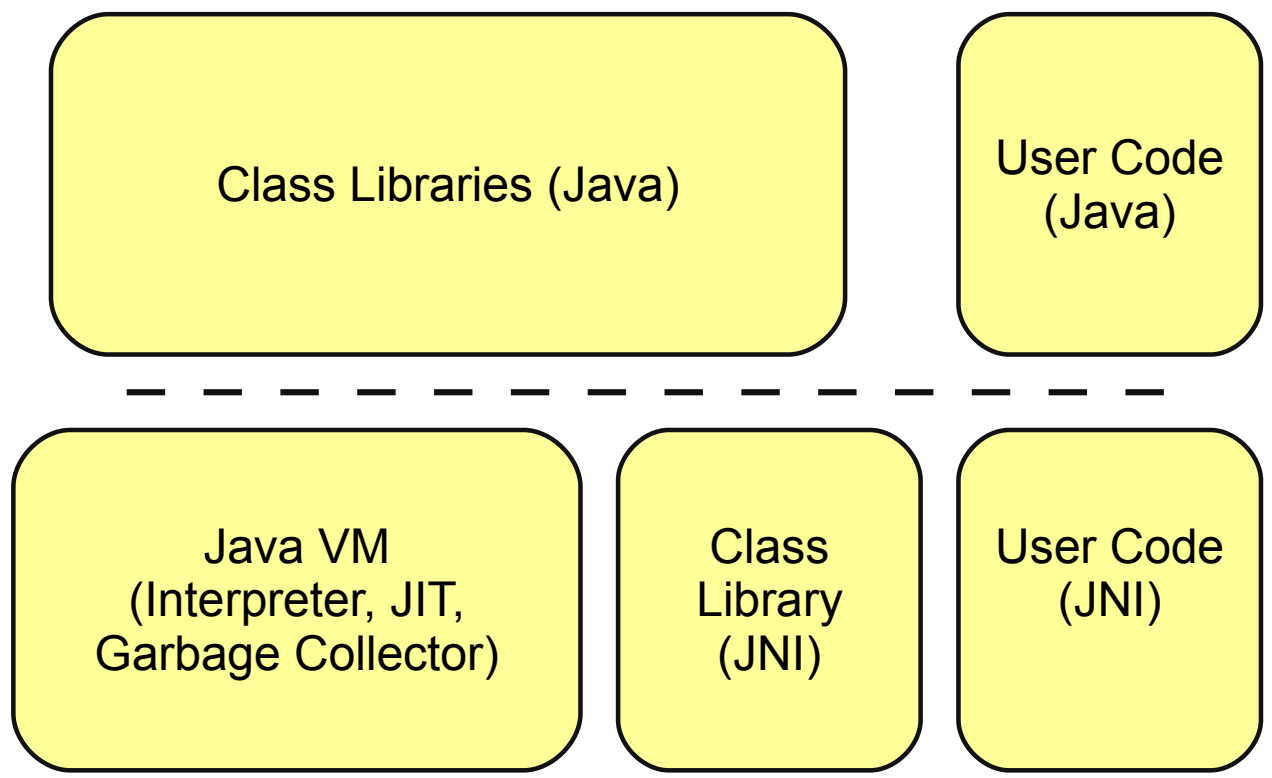 Class Libraries (Java)
User Code
(Java)
Java VM
(Interpreter, JIT,
Garbage Collector)
Class
Library
(JNI)
User Code
(JNI)